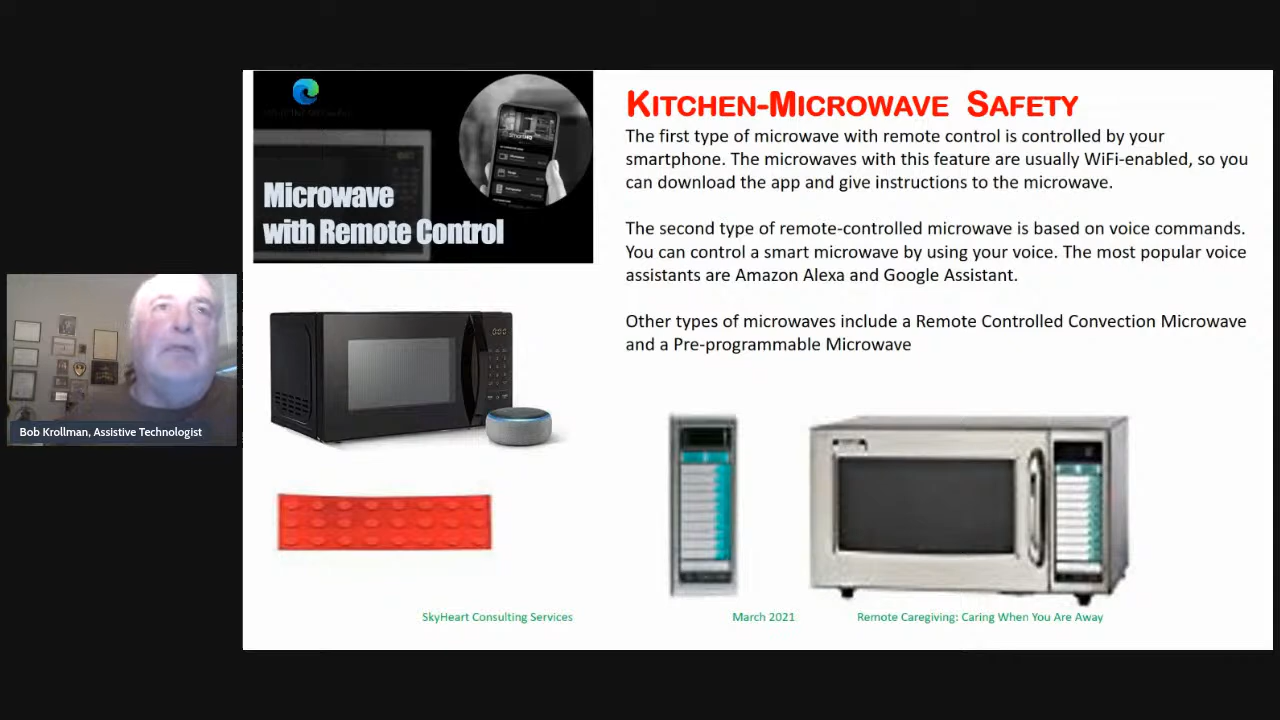 KITCHEN-MICROWAVE SAFETY
The first type of microwave with remote control is controlled by your
smartphone. The microwaves with this feature are usually WiFi-enabled, so you
can download the app and give instructions to the microwave.
The second type of remote-controlled microwave is based on voice commands.
You can control a smart microwave by using your voice. The most popular voice
assistants are Amazon Alexa and Google Assistant.
Other types of microwaves include a Remote Controlled Convection Microwave
and a Pre-programmable Microwave
Microwave
with Remote Control
Bob Krollman, Assistive Technologist
SkyHeart Consulting Services
March 2021
Remote Caregiving: Caring When You Are Away